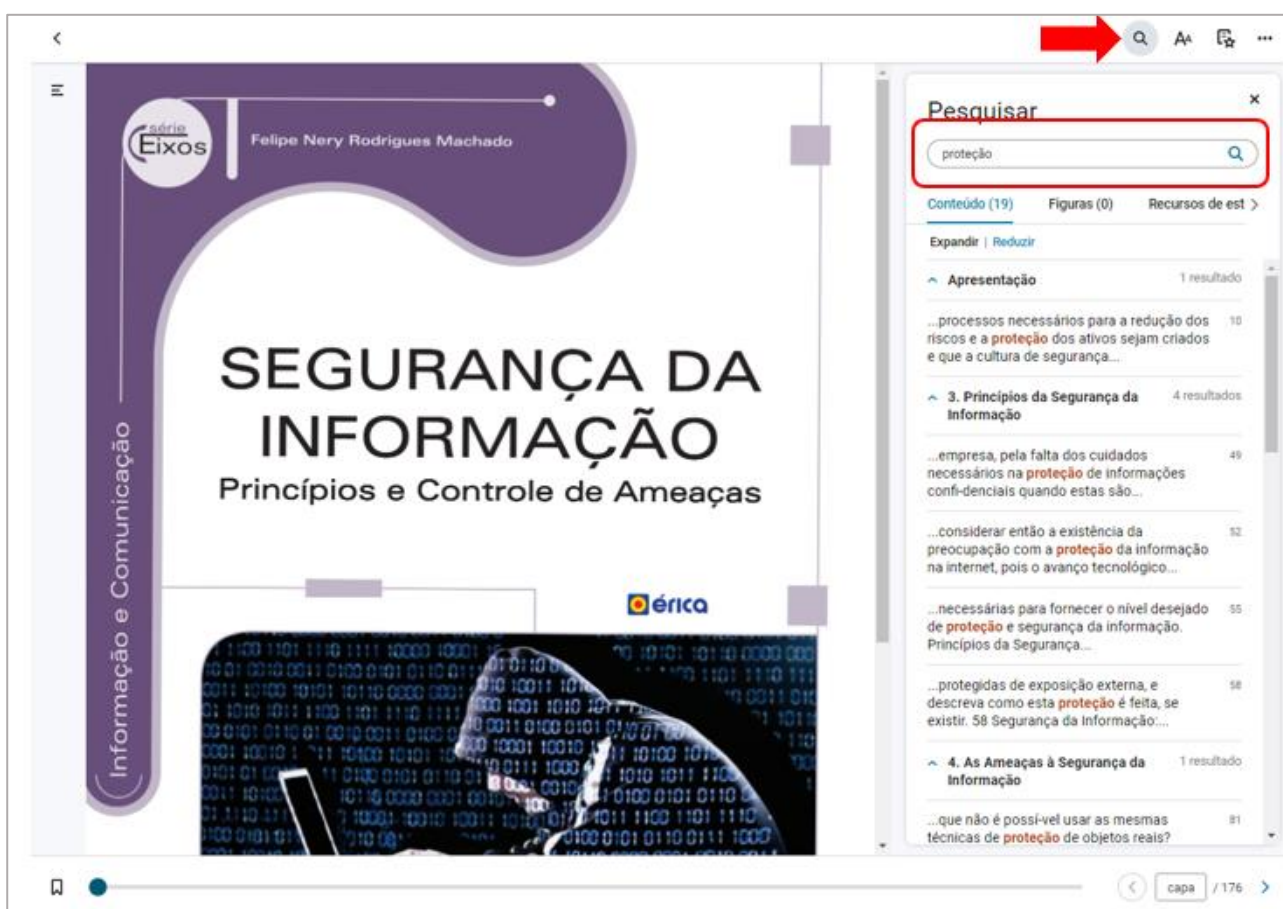 série
Eixos
Felipe Nery Rodrigues Machado
SEGURANÇA DA
INFORMAÇÃO
Princípios e Controle de Ameaças
Informação e Comunicação
érica
Pesquisar
proteção
Conteúdo (19) Figuras (0) Recursos de est
Expandir | Reduzir
Apresentação 1 resultado
...processos necessários para a redução dos 10
riscos e a proteção dos ativos sejam criados
e que a cultura de segurança...
3. Princípios da Segurança da 4 resultados
Informação
...empresa, pela falta dos cuidados 49
necessários na proteção de informações
confi-denciais quando estas são...
...considerar então a existência da 52
preocupação com a proteção da informação
na internet, pois o avanço tecnológico...
...necessárias para fornecer o nível desejado 55
de proteção e segurança da informação.
Princípios da Segurança...
...protegidas de exposição externa, e 58
descreva como esta proteção é feita, se
existir. 58 Segurança da Informação:...
4. As Ameaças à Segurança da 1 resultado
Informação
...que não é possí-vel usar as mesmas 81
técnicas de proteção de objetos reais?
capa / 176